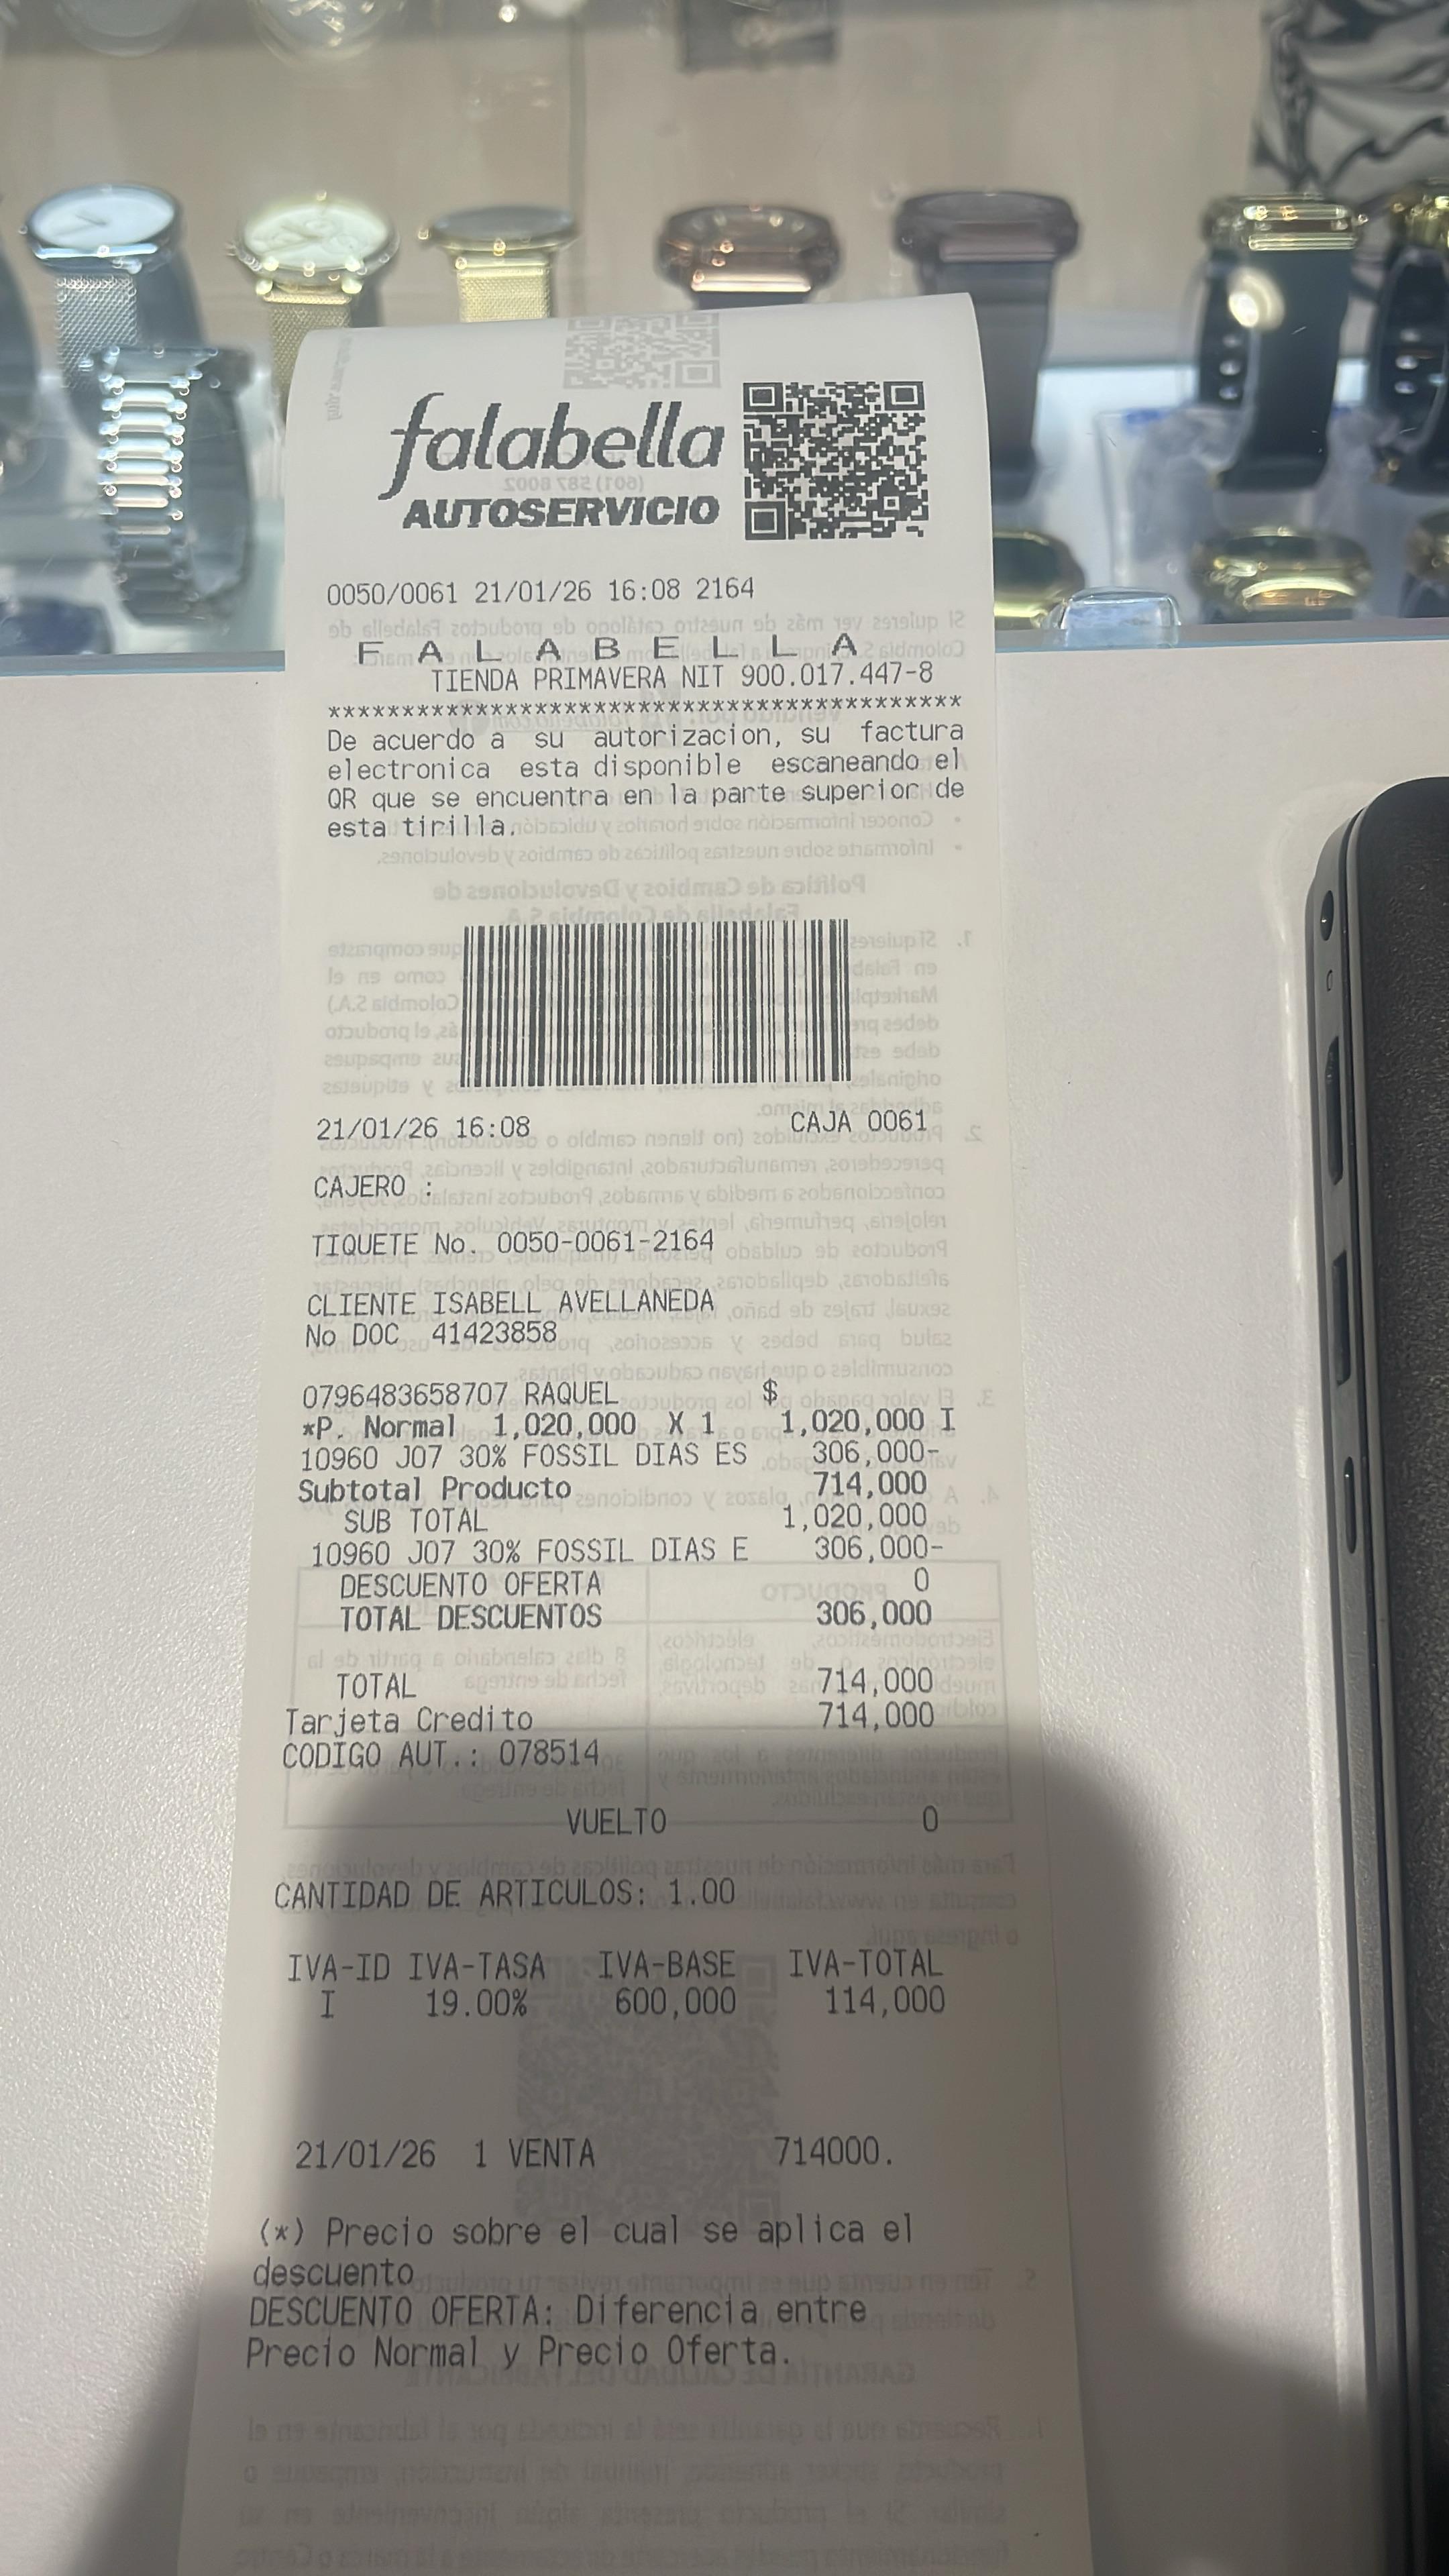 falabella
AUTOSERVICIO
0050/0061 21/01/26 16:08 2164
F A L A B E L L A
TIENDA PRIMAVERA NIT 900.017.447-8
*******************************************
De acuerdo a su autorizacion, su factura
electronica esta disponible escaneando el
QR que se encuentra en la parte superior de
esta tirilla.
21/01/26 16:08 CAJA 0061
CAJERO :
TIQUETE No. 0050-0061-2164
CLIENTE ISABELL AVELLANEDA
No DOC 41423858
0796483658707 RAQUEL $
*P. Normal 1,020,000 X 1 1,020,000 I
10960 J07 30% FOSSIL DIAS ES 306,000-
Subtotal Producto 714,000
SUB TOTAL 1,020,000
10960 J07 30% FOSSIL DIAS E 306,000-
DESCUENTO OFERTA 0
TOTAL DESCUENTOS 306,000
TOTAL 714,000
Tarjeta Credito 714,000
CODIGO AUT.: 078514
VUELTO 0
CANTIDAD DE ARTICULOS: 1.00
IVA-ID IVA-TASA IVA-BASE IVA-TOTAL
I 19.00% 600,000 114,000
21/01/26 1 VENTA 714000.
(*) Precio sobre el cual se aplica el
descuento
DESCUENTO OFERTA: Diferencia entre
Precio Normal y Precio Oferta.